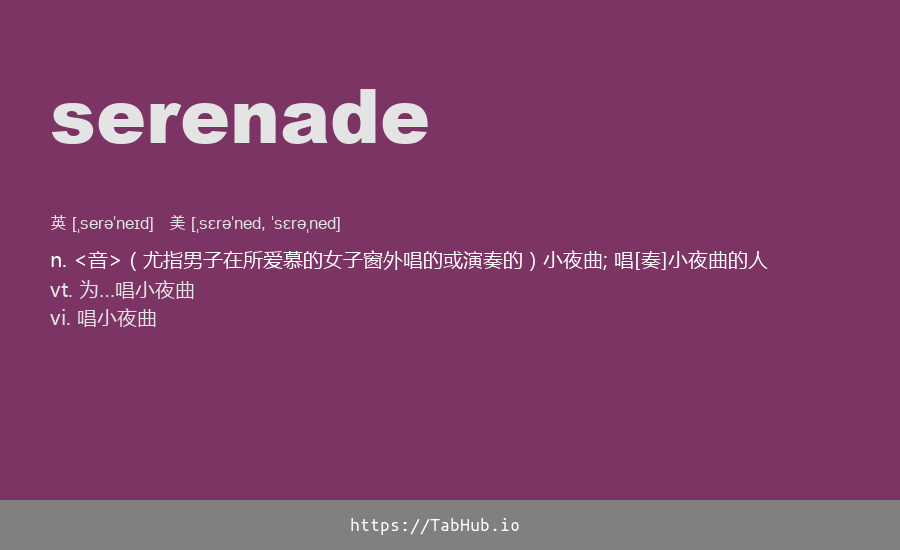 serenade
英 [ˌserəˈneɪd] 美 [ˌsɛrəˈned, ˈsɛrəˌned]
n. <音>（尤指男子在所爱慕的女子窗外唱的或演奏的）小夜曲; 唱[奏]小夜曲的人
vt. 为…唱小夜曲
vi. 唱小夜曲
https://TabHub.io